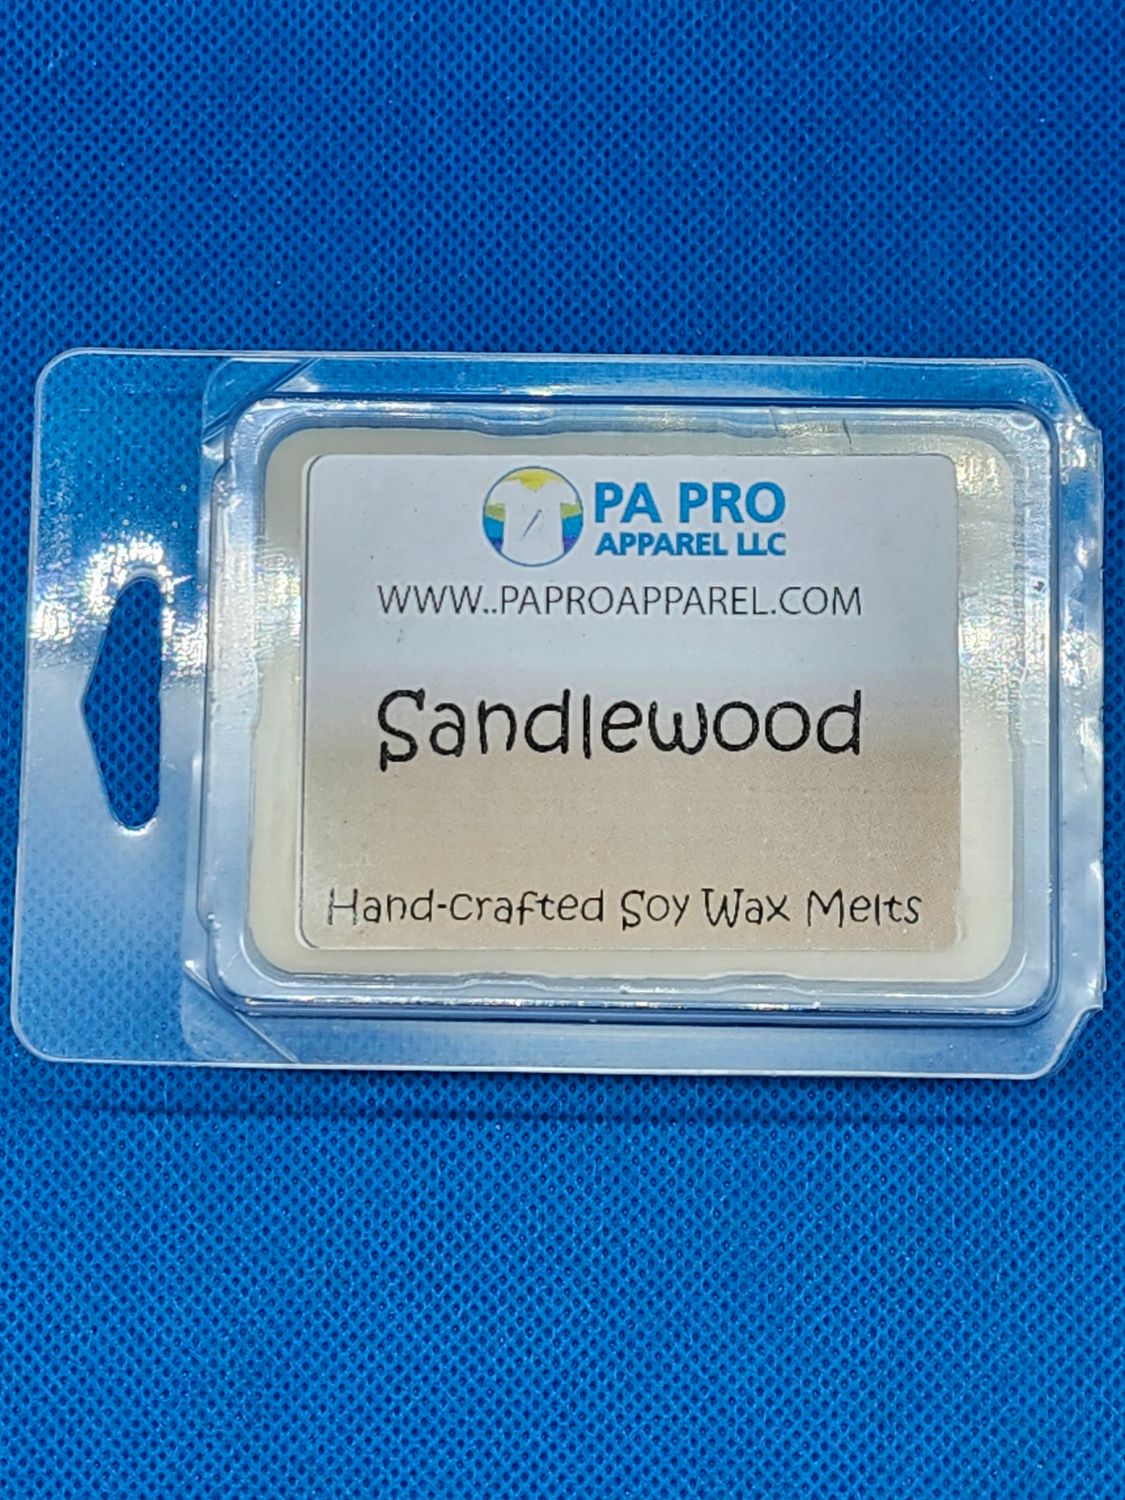 PA PRO
APPAREL LLC
WWW..PAPROAPPAREL.COM
Sandlewood
Hand-crafted Soy Wax Melts